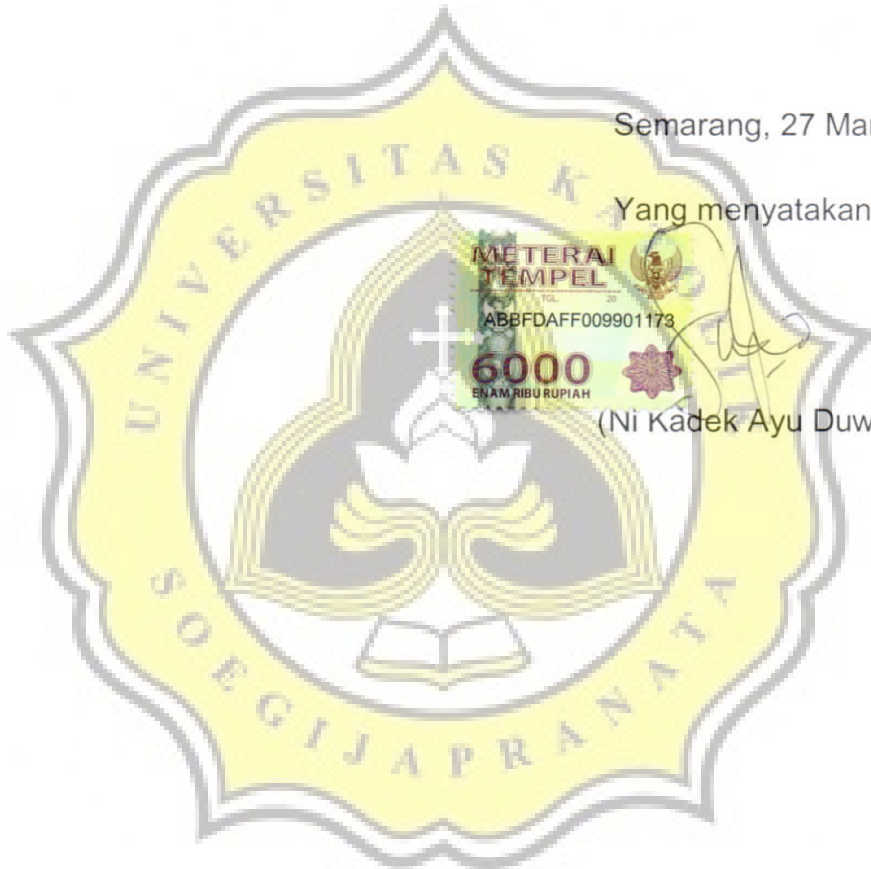 Semarang, 27 Mar
Yang menyatakan
UNIVERSITAS KATOLIK
SOEGIJAPRANATA
METERAI
TEMPEL
TGL. 20
ABBFDAFF009901173
6000
ENAM RIBU RUPIAH
(Ni Kadek Ayu Duw